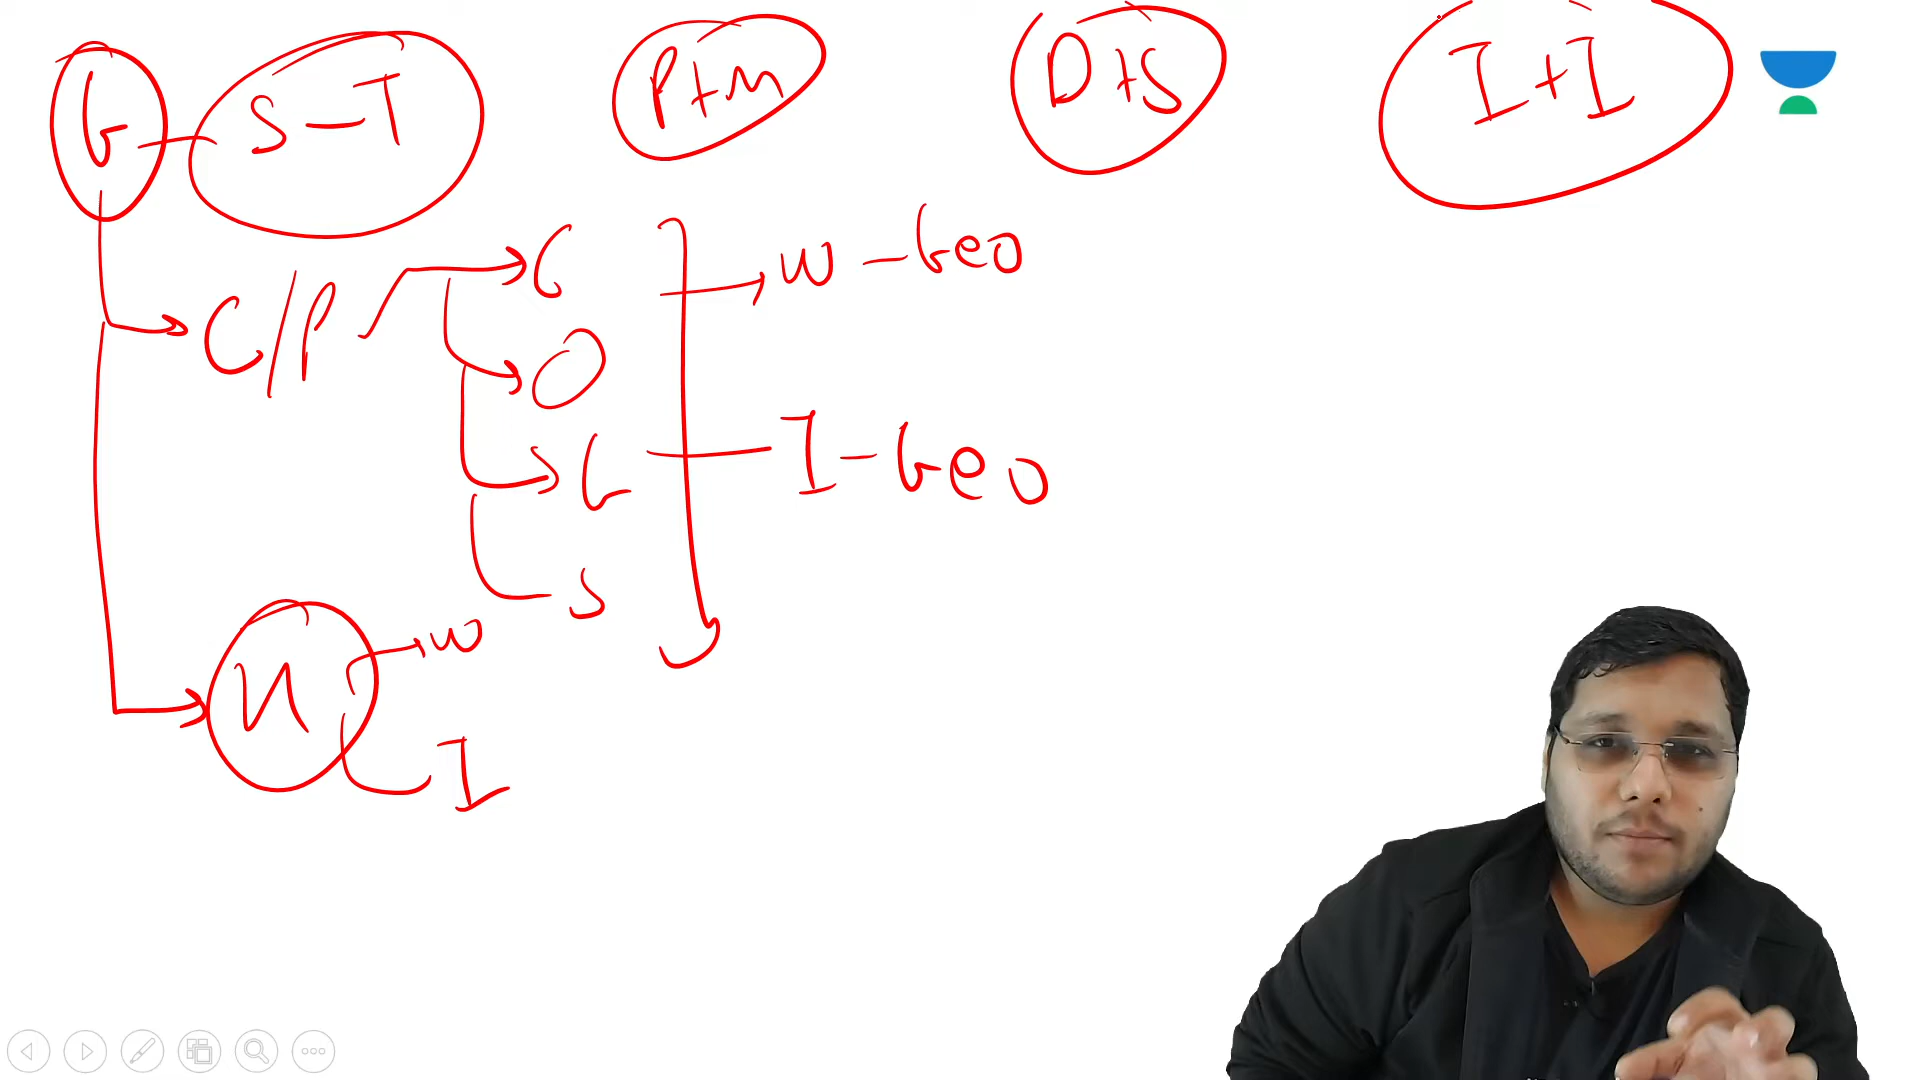 G S-T P+M D+S I+I
C/P C W-Geo
O
G I-Geo
S
M W
I